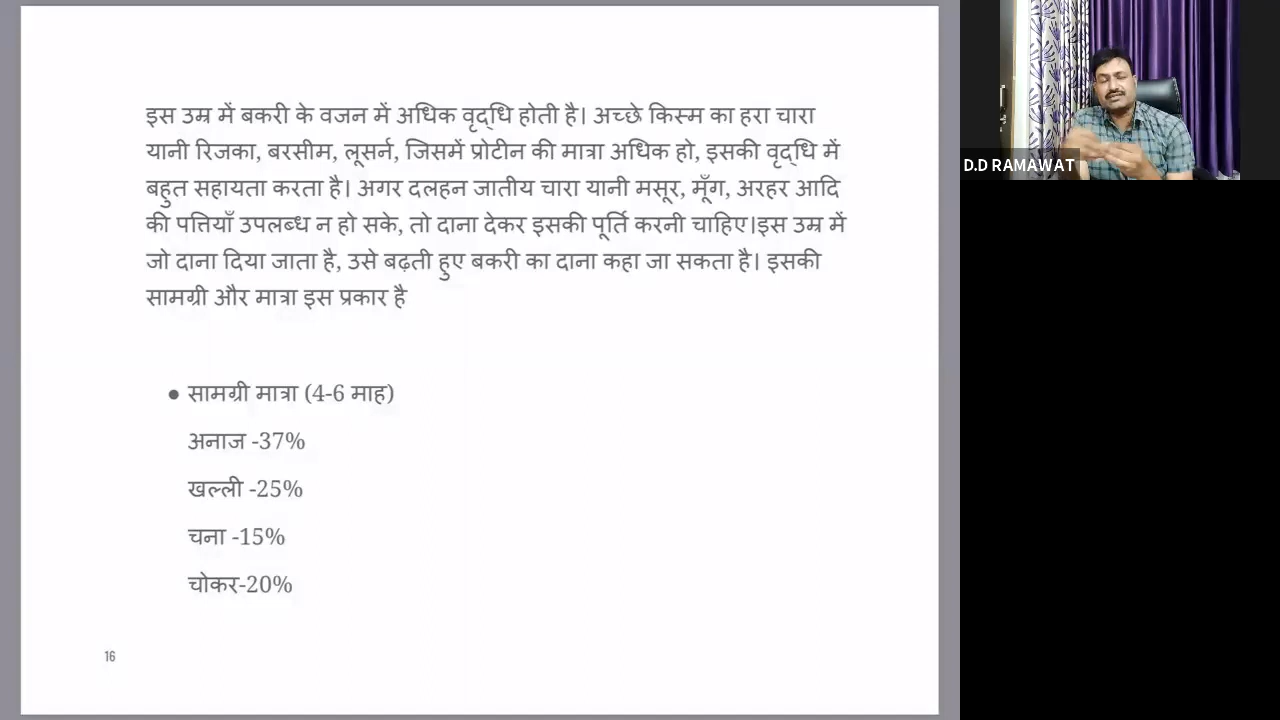 इस उम्र में बकरी के वजन में अधिक वृद्धि होती है। अच्छे किस्म का हरा चारा
यानी रिजका, बरसीम, लूसर्न, जिसमें प्रोटीन की मात्रा अधिक हो, इसकी वृद्धि में
बहुत सहायता करता है। अगर दलहन जातीय चारा यानी मसूर, मूँग, अरहर आदि
की पत्तियाँ उपलब्ध न हो सके, तो दाना देकर इसकी पूर्ति करनी चाहिए।इस उम्र में
जो दाना दिया जाता है, उसे बढ़ती हुए बकरी का दाना कहा जा सकता है। इसकी
सामग्री और मात्रा इस प्रकार है
● सामग्री मात्रा (4-6 माह)
अनाज -37%
खल्ली -25%
चना -15%
चोकर-20%
16
D.D RAMAWAT